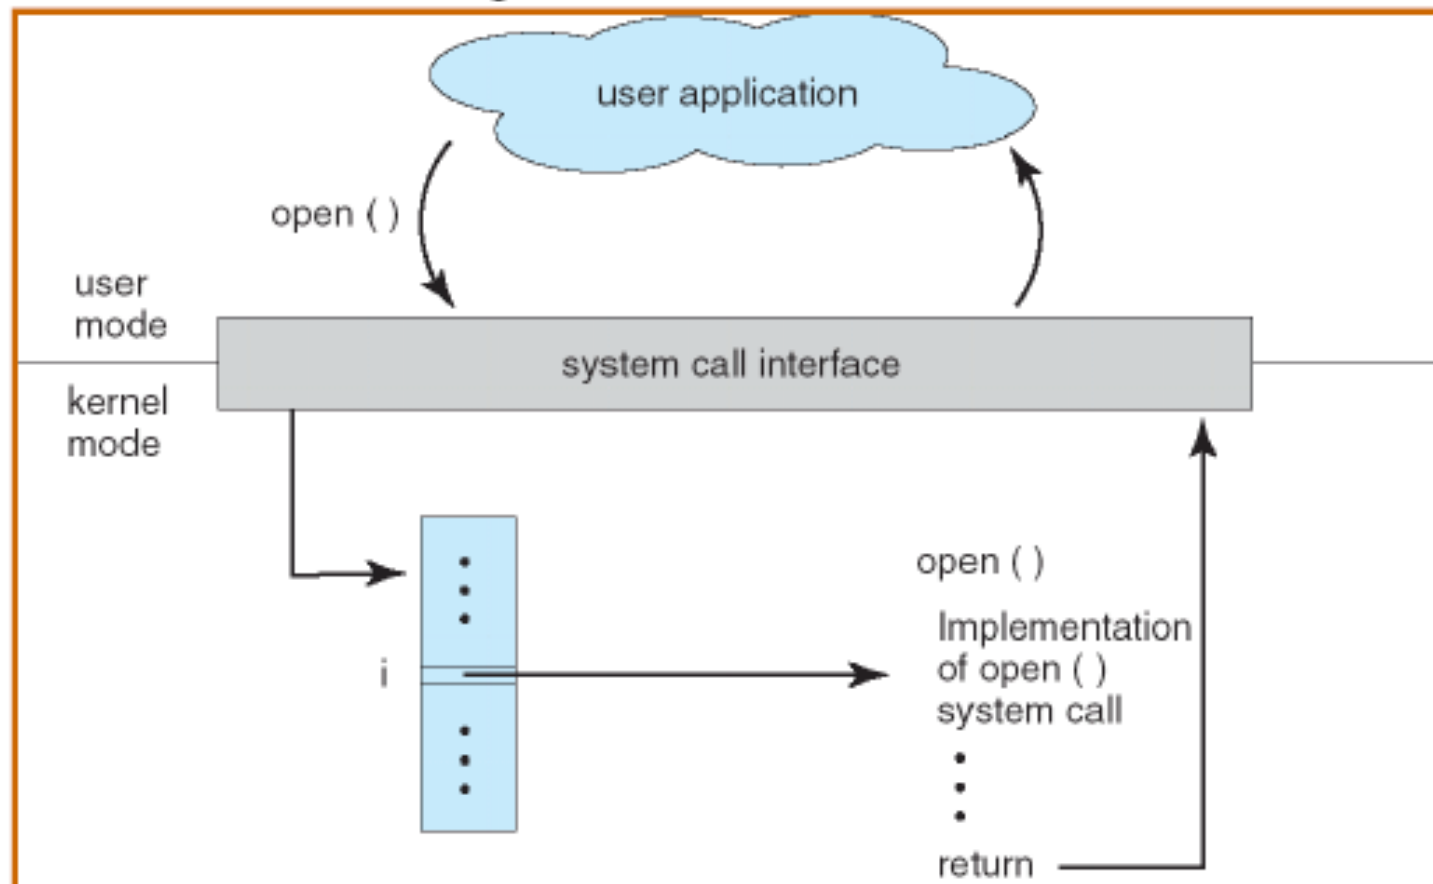 user application
open ( )
user
mode
system call interface
kernel
mode
open ( )
Implementation
of open ( )
system call
i
return